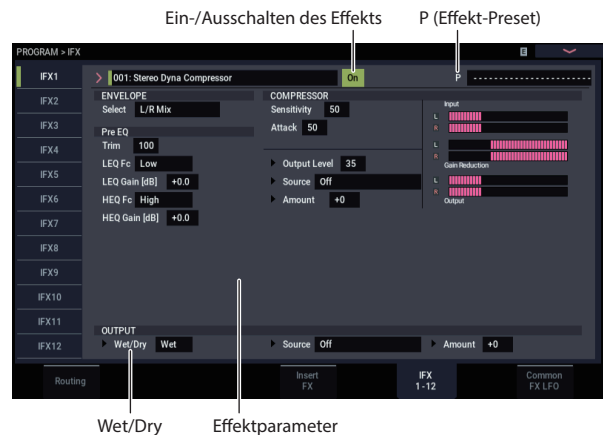 Ein-/Ausschalten des Effekts P (Effekt-Preset)
PROGRAM > IFX E
IFX1 001: Stereo Dyna Compressor On P ----------------------
IFX2 ENVELOPE COMPRESSOR
Select L/R Mix Sensitivity 50 Input
IFX3 Pre EQ Attack 50 L R
IFX4 Trim 100 L R
LEQ Fc Low Output Level 35 Gain Reduction
IFX5 LEQ Gain [dB] +0.0 Source Off L R
IFX6 HEQ Fc High Amount +0 Output
IFX7 HEQ Gain [dB] +0.0
IFX8
IFX9
IFX10
IFX11
OUTPUT
IFX12 Wet/Dry Wet Source Off Amount +0
Routing Insert FX IFX 1-12 Common FX LFO
Wet/Dry Effektparameter